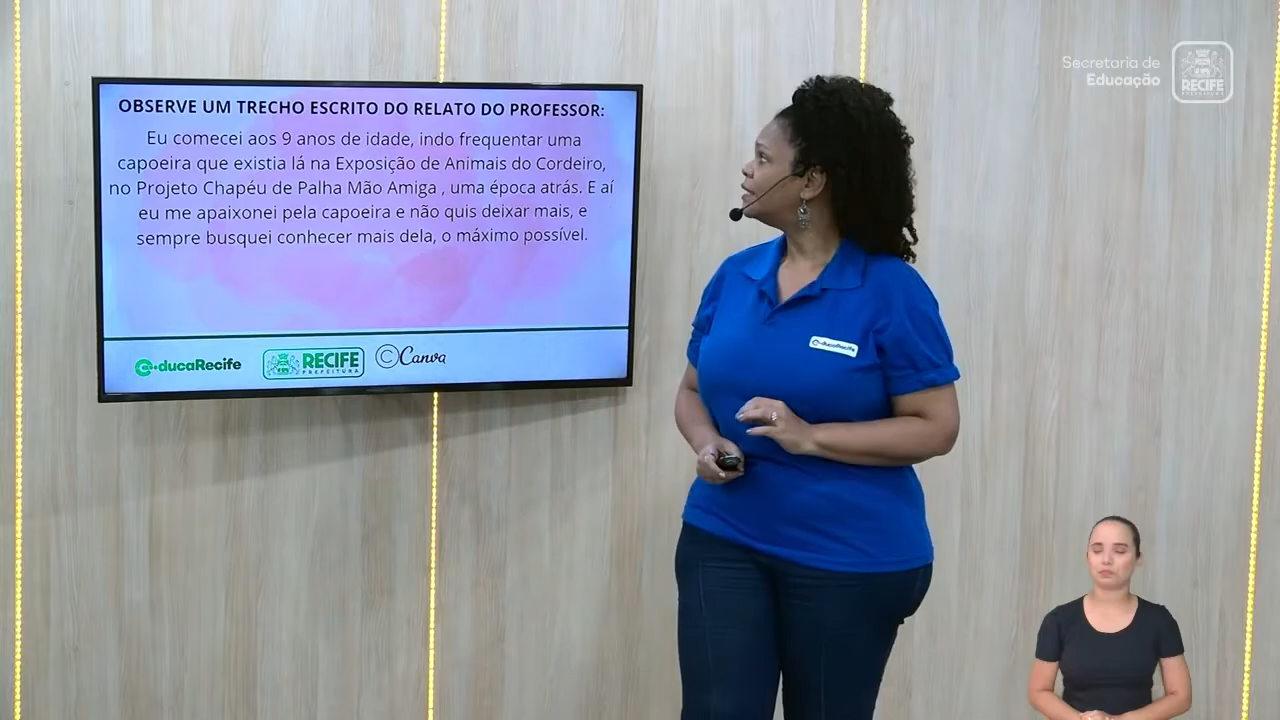 Secretaria de
Educação
RECIFE
PREFEITURA
OBSERVE UM TRECHO ESCRITO DO RELATO DO PROFESSOR:
Eu comecei aos 9 anos de idade, indo frequentar uma
capoeira que existia lá na Exposição de Animais do Cordeiro,
no Projeto Chapéu de Palha Mão Amiga , uma época atrás. E aí
eu me apaixonei pela capoeira e não quis deixar mais, e
sempre busquei conhecer mais dela, o máximo possível.
EducaRecife
RECIFE
PREFEITURA
©Canva
EducaRecife